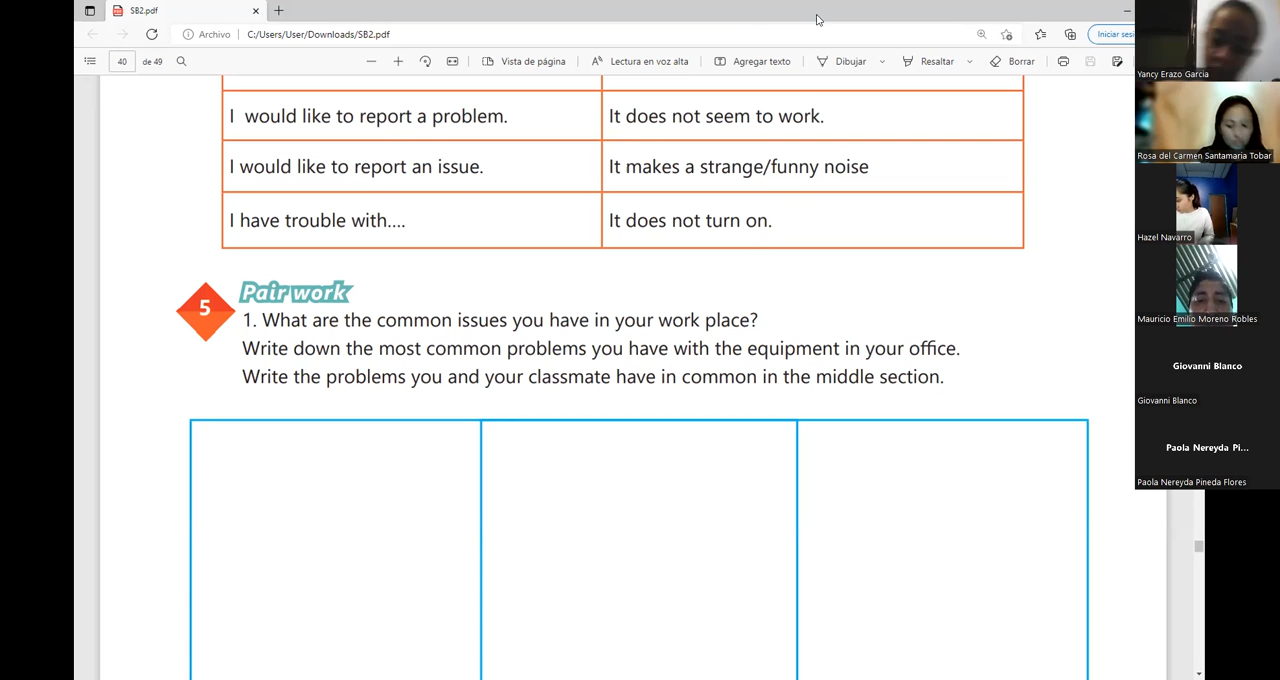 SB2.pdf
Archivo
C:/Users/User/Downloads/SB2.pdf
Iniciar sesi
40
de 49
Vista de página
Lectura en voz alta
Agregar texto
Dibujar
Resaltar
Borrar
I would like to report a problem.
It does not seem to work.
I would like to report an issue.
It makes a strange/funny noise
I have trouble with....
It does not turn on.
5
Pair work
1. What are the common issues you have in your work place?
Write down the most common problems you have with the equipment in your office.
Write the problems you and your classmate have in common in the middle section.
Yancy Erazo Garcia
Rosa del Carmen Santamaria Tobar
Hazel Navarro
Mauricio Emilio Moreno Robles
Giovanni Blanco
Giovanni Blanco
Paola Nereyda Pi...
Paola Nereyda Pineda Flores